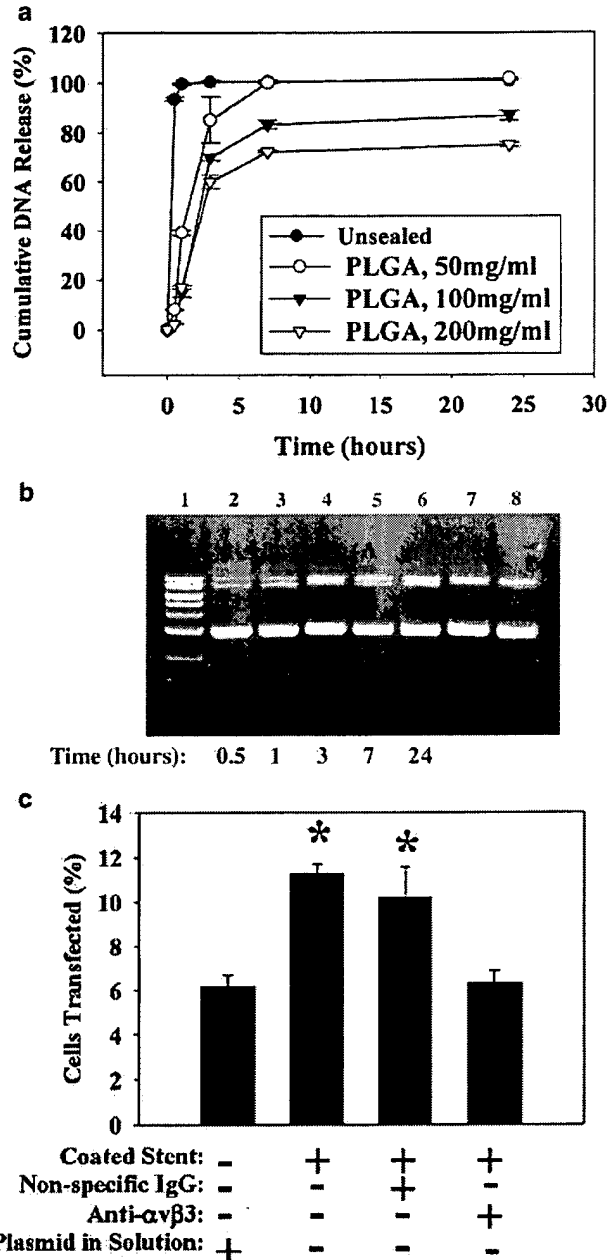 a
120
100
80
60
40
20
0
Cumulative DNA Release (%)
Unsealed
PLGA, 50mg/ml
PLGA, 100mg/ml
PLGA, 200mg/ml
0 5 10 15 20 25 30
Time (hours)
b
1 2 3 4 5 6 7 8
Time (hours): 0.5 1 3 7 24
c
14
12
10
8
6
4
2
0
Cells Transfected (%)
* *
Coated Stent: - + + +
Non-specific IgG: - - + -
Anti-αvβ3: - - - +
Plasmid in Solution: + - - -